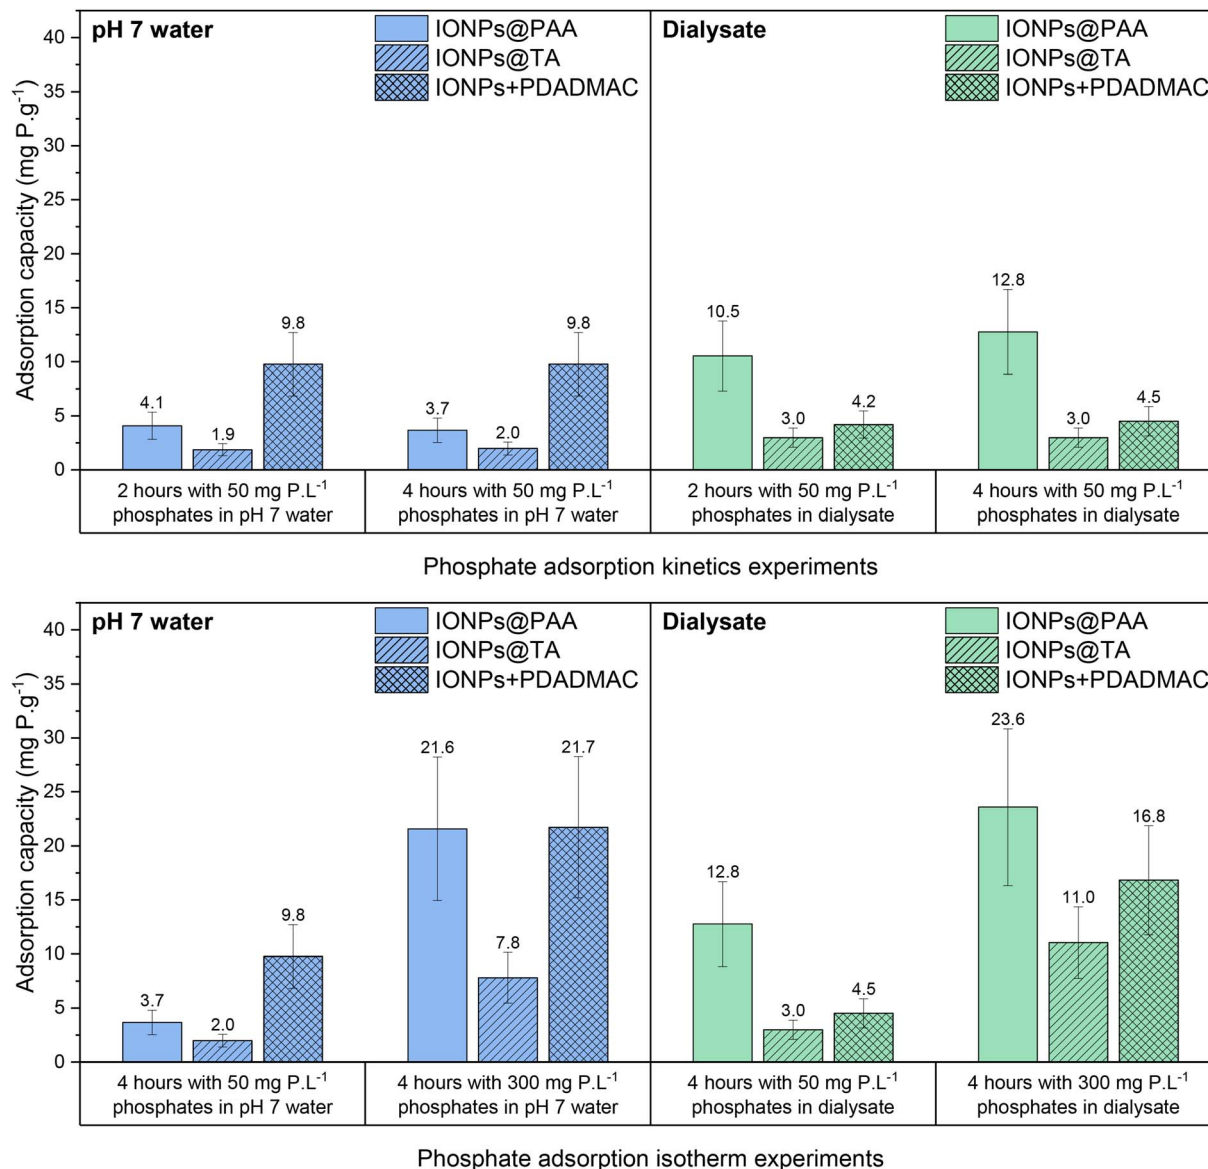 pH 7 water
IONPs@PAA
IONPs@TA
IONPs+PDADMAC
Dialysate
IONPs@PAA
IONPs@TA
IONPs+PDADMAC
Adsorption capacity (mg P.g⁻¹)
40
35
30
25
20
15
10
5
0
4.1
1.9
9.8
3.7
2.0
9.8
10.5
3.0
4.2
12.8
3.0
4.5
2 hours with 50 mg P.L⁻¹
phosphates in pH 7 water
4 hours with 50 mg P.L⁻¹
phosphates in pH 7 water
2 hours with 50 mg P.L⁻¹
phosphates in dialysate
4 hours with 50 mg P.L⁻¹
phosphates in dialysate
Phosphate adsorption kinetics experiments
pH 7 water
IONPs@PAA
IONPs@TA
IONPs+PDADMAC
Dialysate
IONPs@PAA
IONPs@TA
IONPs+PDADMAC
Adsorption capacity (mg P.g⁻¹)
40
35
30
25
20
15
10
5
0
3.7
2.0
9.8
21.6
7.8
21.7
12.8
3.0
4.5
23.6
11.0
16.8
4 hours with 50 mg P.L⁻¹
phosphates in pH 7 water
4 hours with 300 mg P.L⁻¹
phosphates in pH 7 water
4 hours with 50 mg P.L⁻¹
phosphates in dialysate
4 hours with 300 mg P.L⁻¹
phosphates in dialysate
Phosphate adsorption isotherm experiments